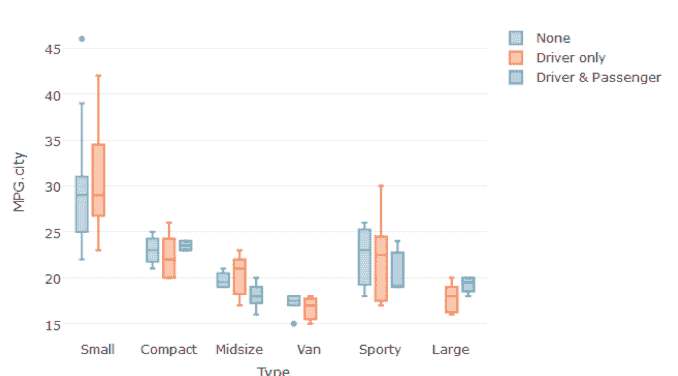 None
Driver only
Driver & Passenger
MPG.city
45
40
35
30
25
20
15
Small Compact Midsize Van Sporty Large
Type